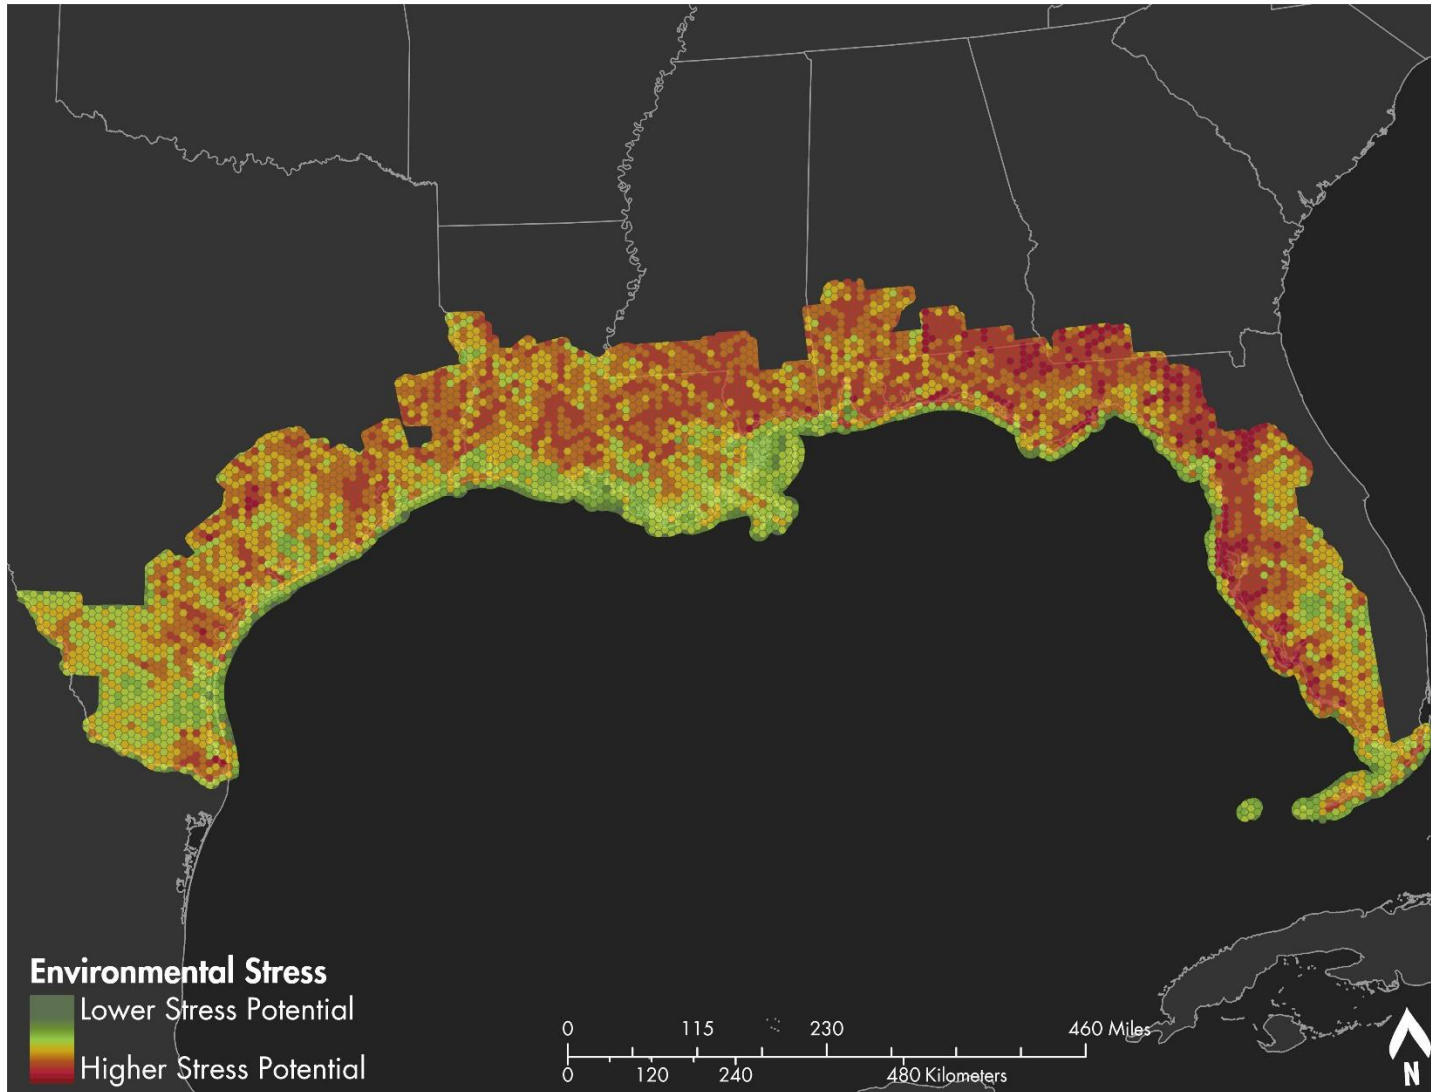 Environmental Stress
Lower Stress Potential
Higher Stress Potential
0 115 230 460 Miles
0 120 240 480 Kilometers
N